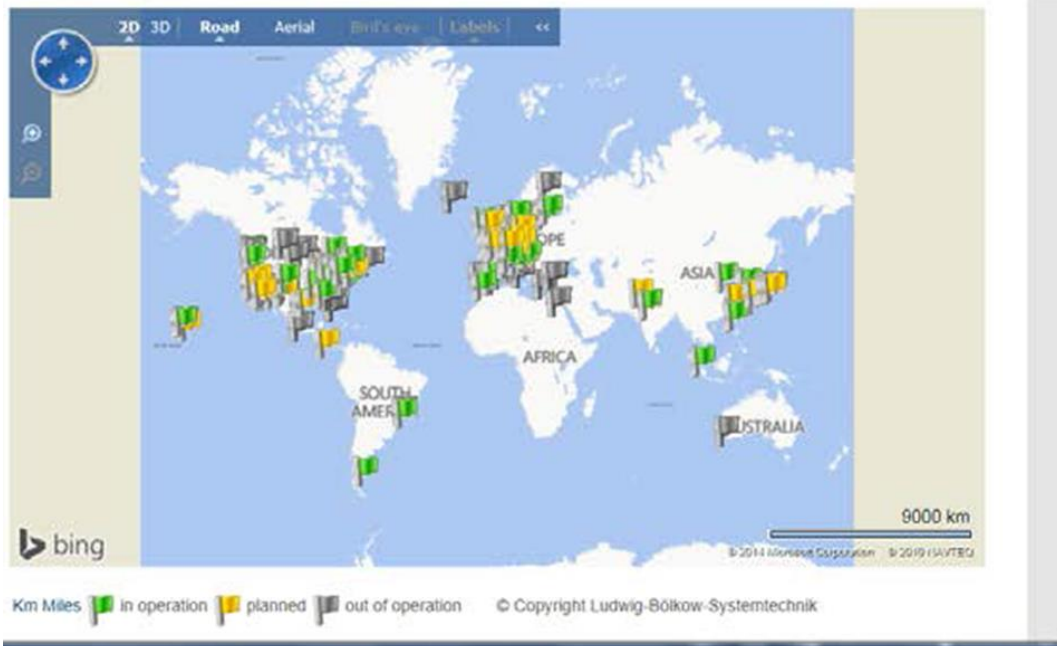 2D 3D Road Aerial Bird's eye Labels <<
OPE
ASIA
AFRICA
SOUTH
AMER
USTRALIA
9000 km
bing
© 2014 Microsoft Corporation © 2010 NAVTEQ
Km Miles in operation planned out of operation © Copyright Ludwig-Bölkow-Systemtechnik